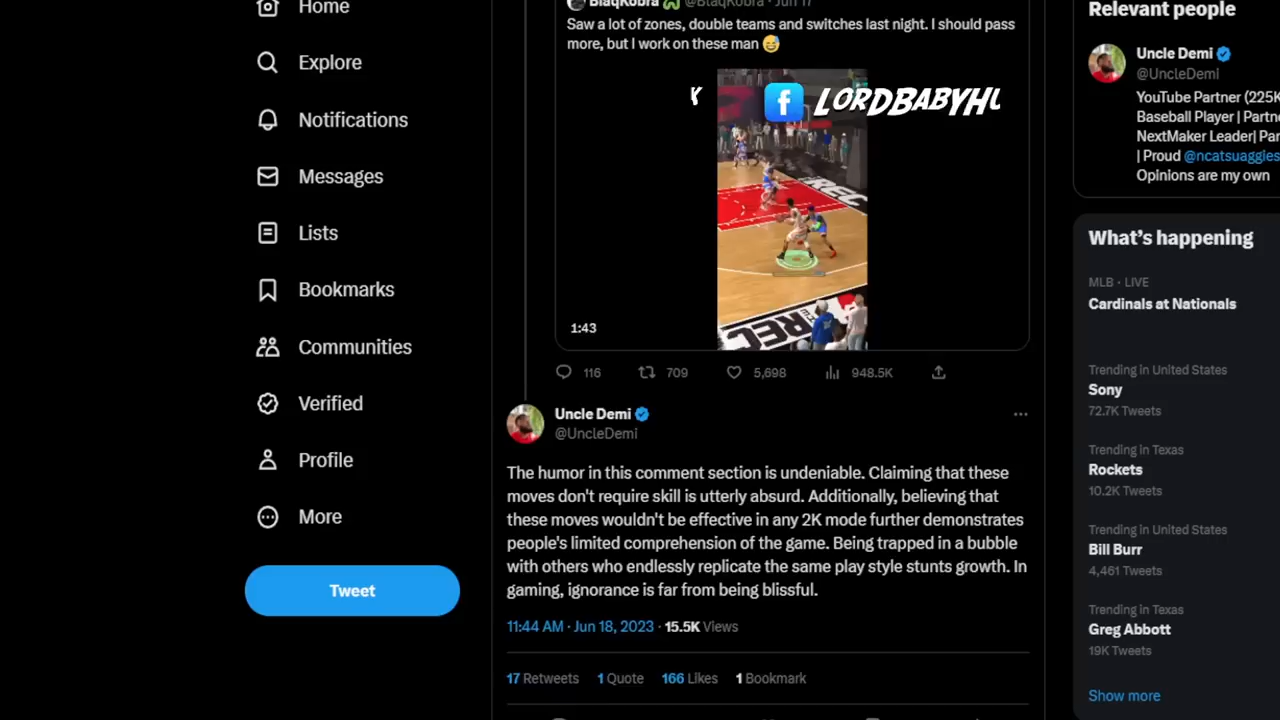 Home
Explore
Notifications
Messages
Lists
Bookmarks
Communities
Verified
Profile
More
Tweet
BlaqKobra @BlaqKobra · Jun 17
Saw a lot of zones, double teams and switches last night. I should pass
more, but I work on these man 😅
Y
f LORDBABYHU
REC
REC
1:43
116 709 5,698 948.5K
Uncle Demi
@UncleDemi
The humor in this comment section is undeniable. Claiming that these
moves don't require skill is utterly absurd. Additionally, believing that
these moves wouldn't be effective in any 2K mode further demonstrates
people's limited comprehension of the game. Being trapped in a bubble
with others who endlessly replicate the same play style stunts growth. In
gaming, ignorance is far from being blissful.
11:44 AM · Jun 18, 2023 · 15.5K Views
17 Retweets 1 Quote 166 Likes 1 Bookmark
Relevant people
Uncle Demi
@UncleDemi
YouTube Partner (225K
Baseball Player | Partne
NextMaker Leader| Par
| Proud @ncatsuaggies
Opinions are my own
What's happening
MLB · LIVE
Cardinals at Nationals
Trending in United States
Sony
72.7K Tweets
Trending in Texas
Rockets
10.2K Tweets
Trending in United States
Bill Burr
4,461 Tweets
Trending in Texas
Greg Abbott
19K Tweets
Show more